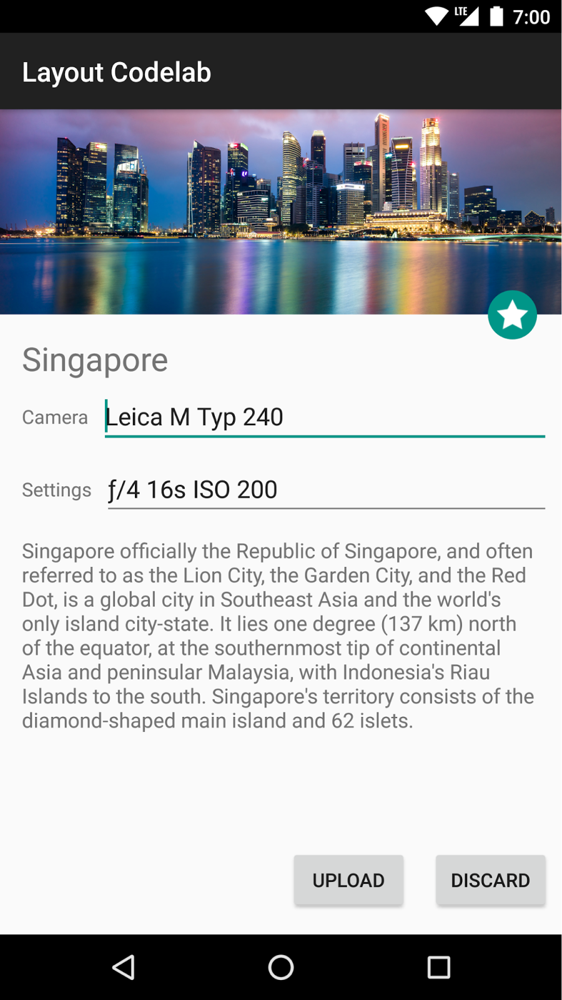 LTE 7:00
Layout Codelab
Singapore
Camera Leica M Typ 240
Settings ƒ/4 16s ISO 200
Singapore officially the Republic of Singapore, and often
referred to as the Lion City, the Garden City, and the Red
Dot, is a global city in Southeast Asia and the world's
only island city-state. It lies one degree (137 km) north
of the equator, at the southernmost tip of continental
Asia and peninsular Malaysia, with Indonesia's Riau
Islands to the south. Singapore's territory consists of the
diamond-shaped main island and 62 islets.
UPLOAD DISCARD